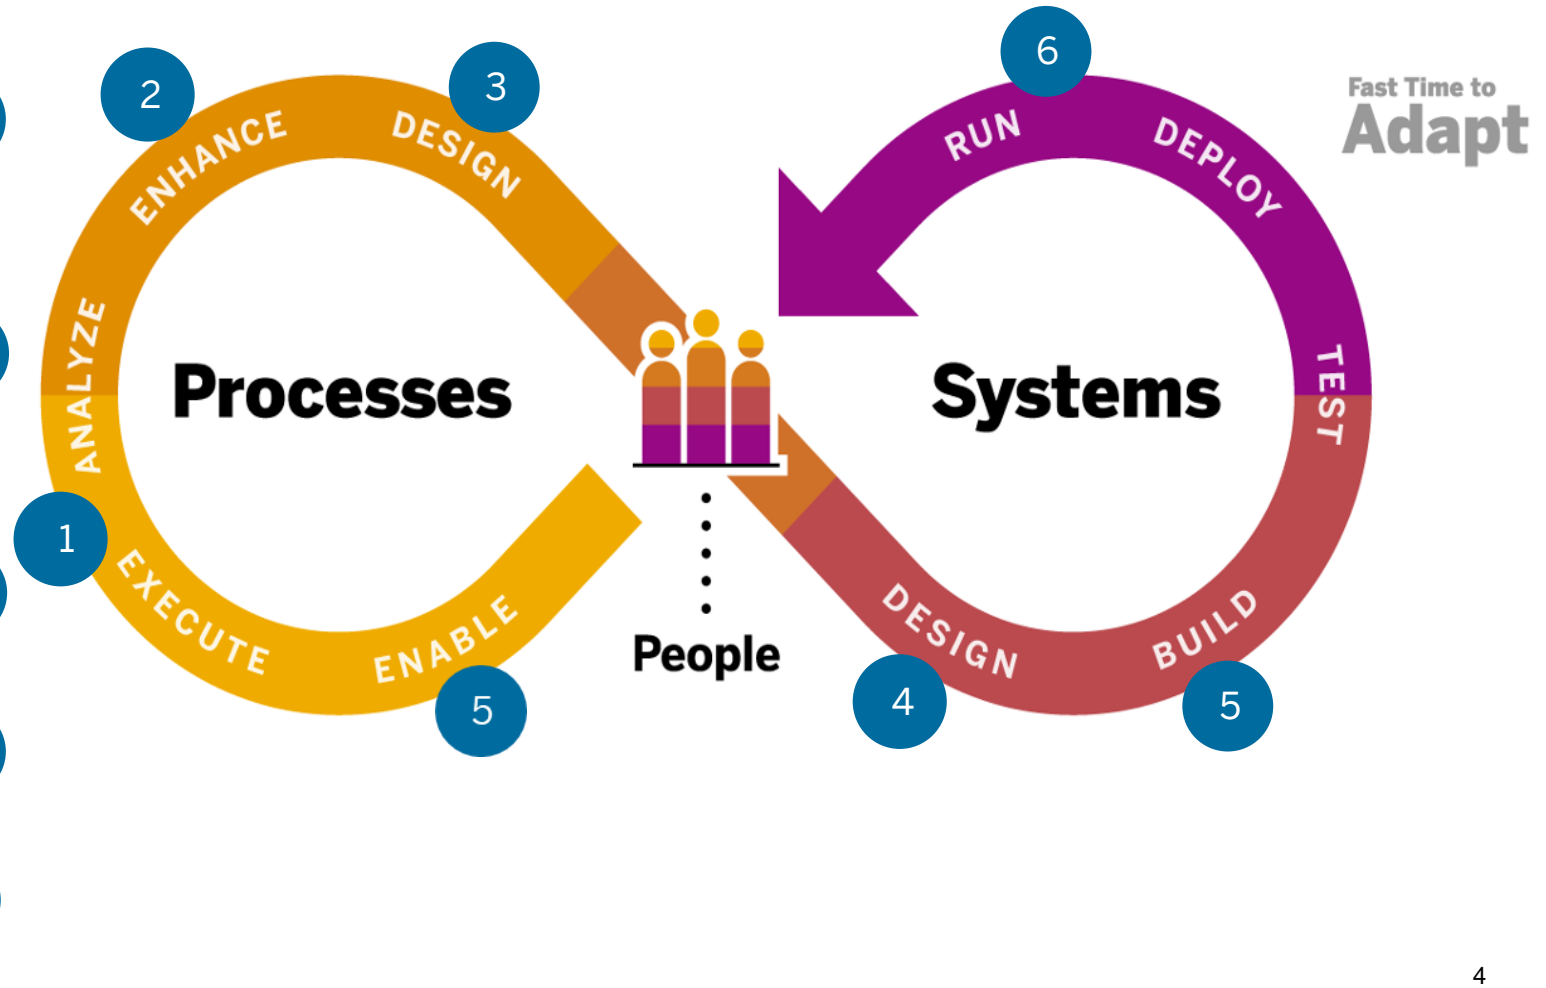 6
Fast Time to
Adapt
2
3
ENHANCE
DESIGN
RUN
DEPLOY
ANALYZE
Processes
Systems
TEST
1
EXECUTE
ENABLE
People
DESIGN
BUILD
5
4
5
4